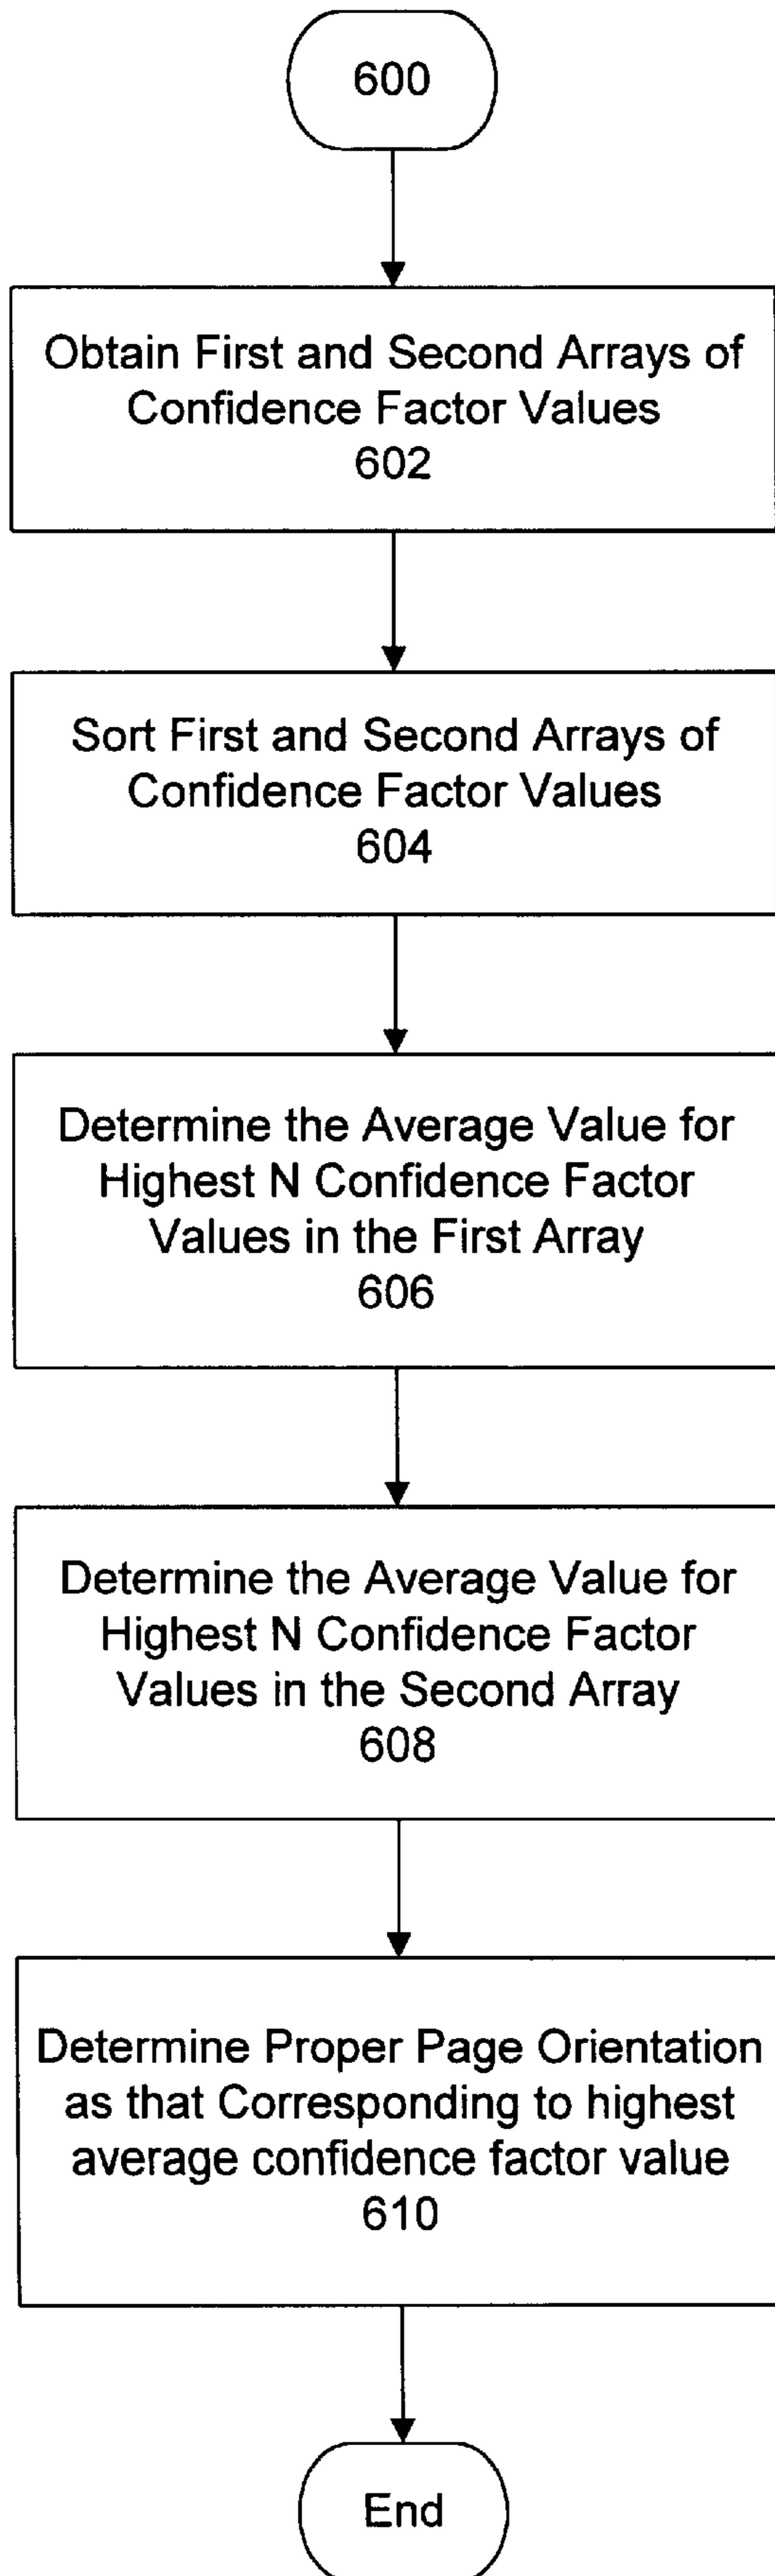 600
Obtain First and Second Arrays of
Confidence Factor Values
602
Sort First and Second Arrays of
Confidence Factor Values
604
Determine the Average Value for
Highest N Confidence Factor
Values in the First Array
606
Determine the Average Value for
Highest N Confidence Factor
Values in the Second Array
608
Determine Proper Page Orientation
as that Corresponding to highest
average confidence factor value
610
End